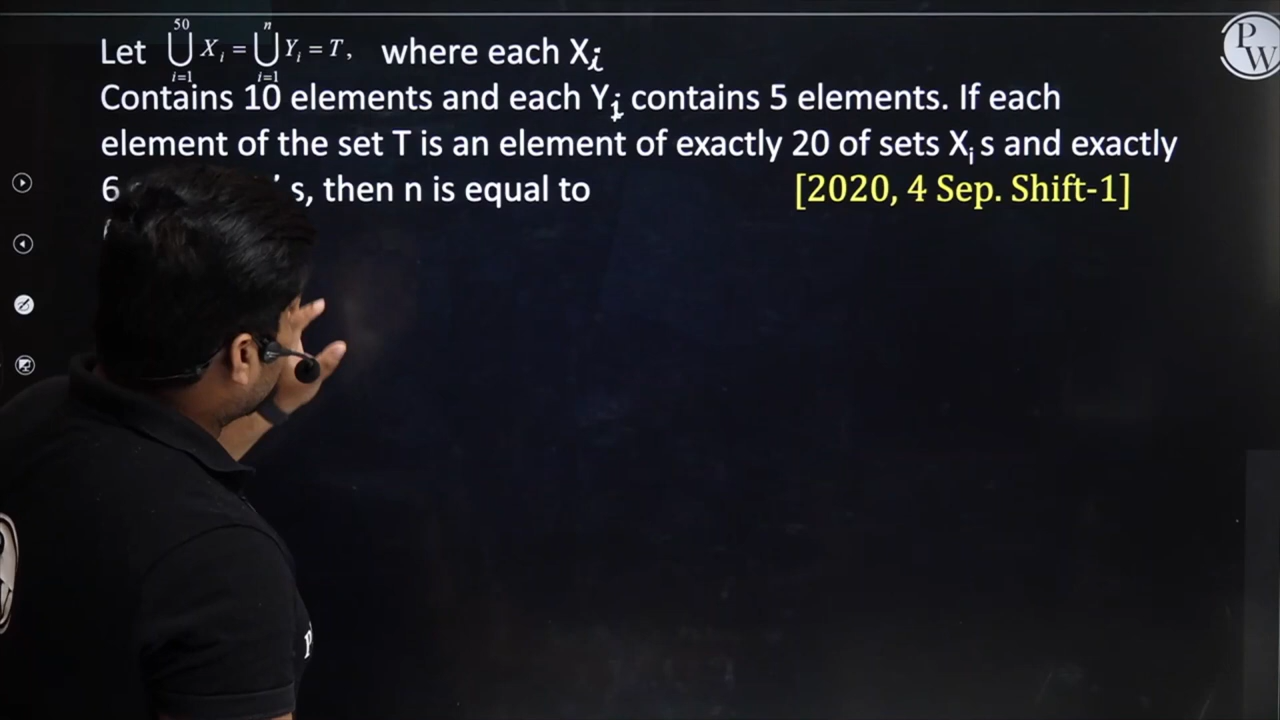 Let ⋃_{i=1}^{50} X_i = ⋃_{i=1}^{n} Y_i = T, where each X_i
Contains 10 elements and each Y_i contains 5 elements. If each
element of the set T is an element of exactly 20 of sets X_i s and exactly
6 's, then n is equal to [2020, 4 Sep. Shift-1]
P
W